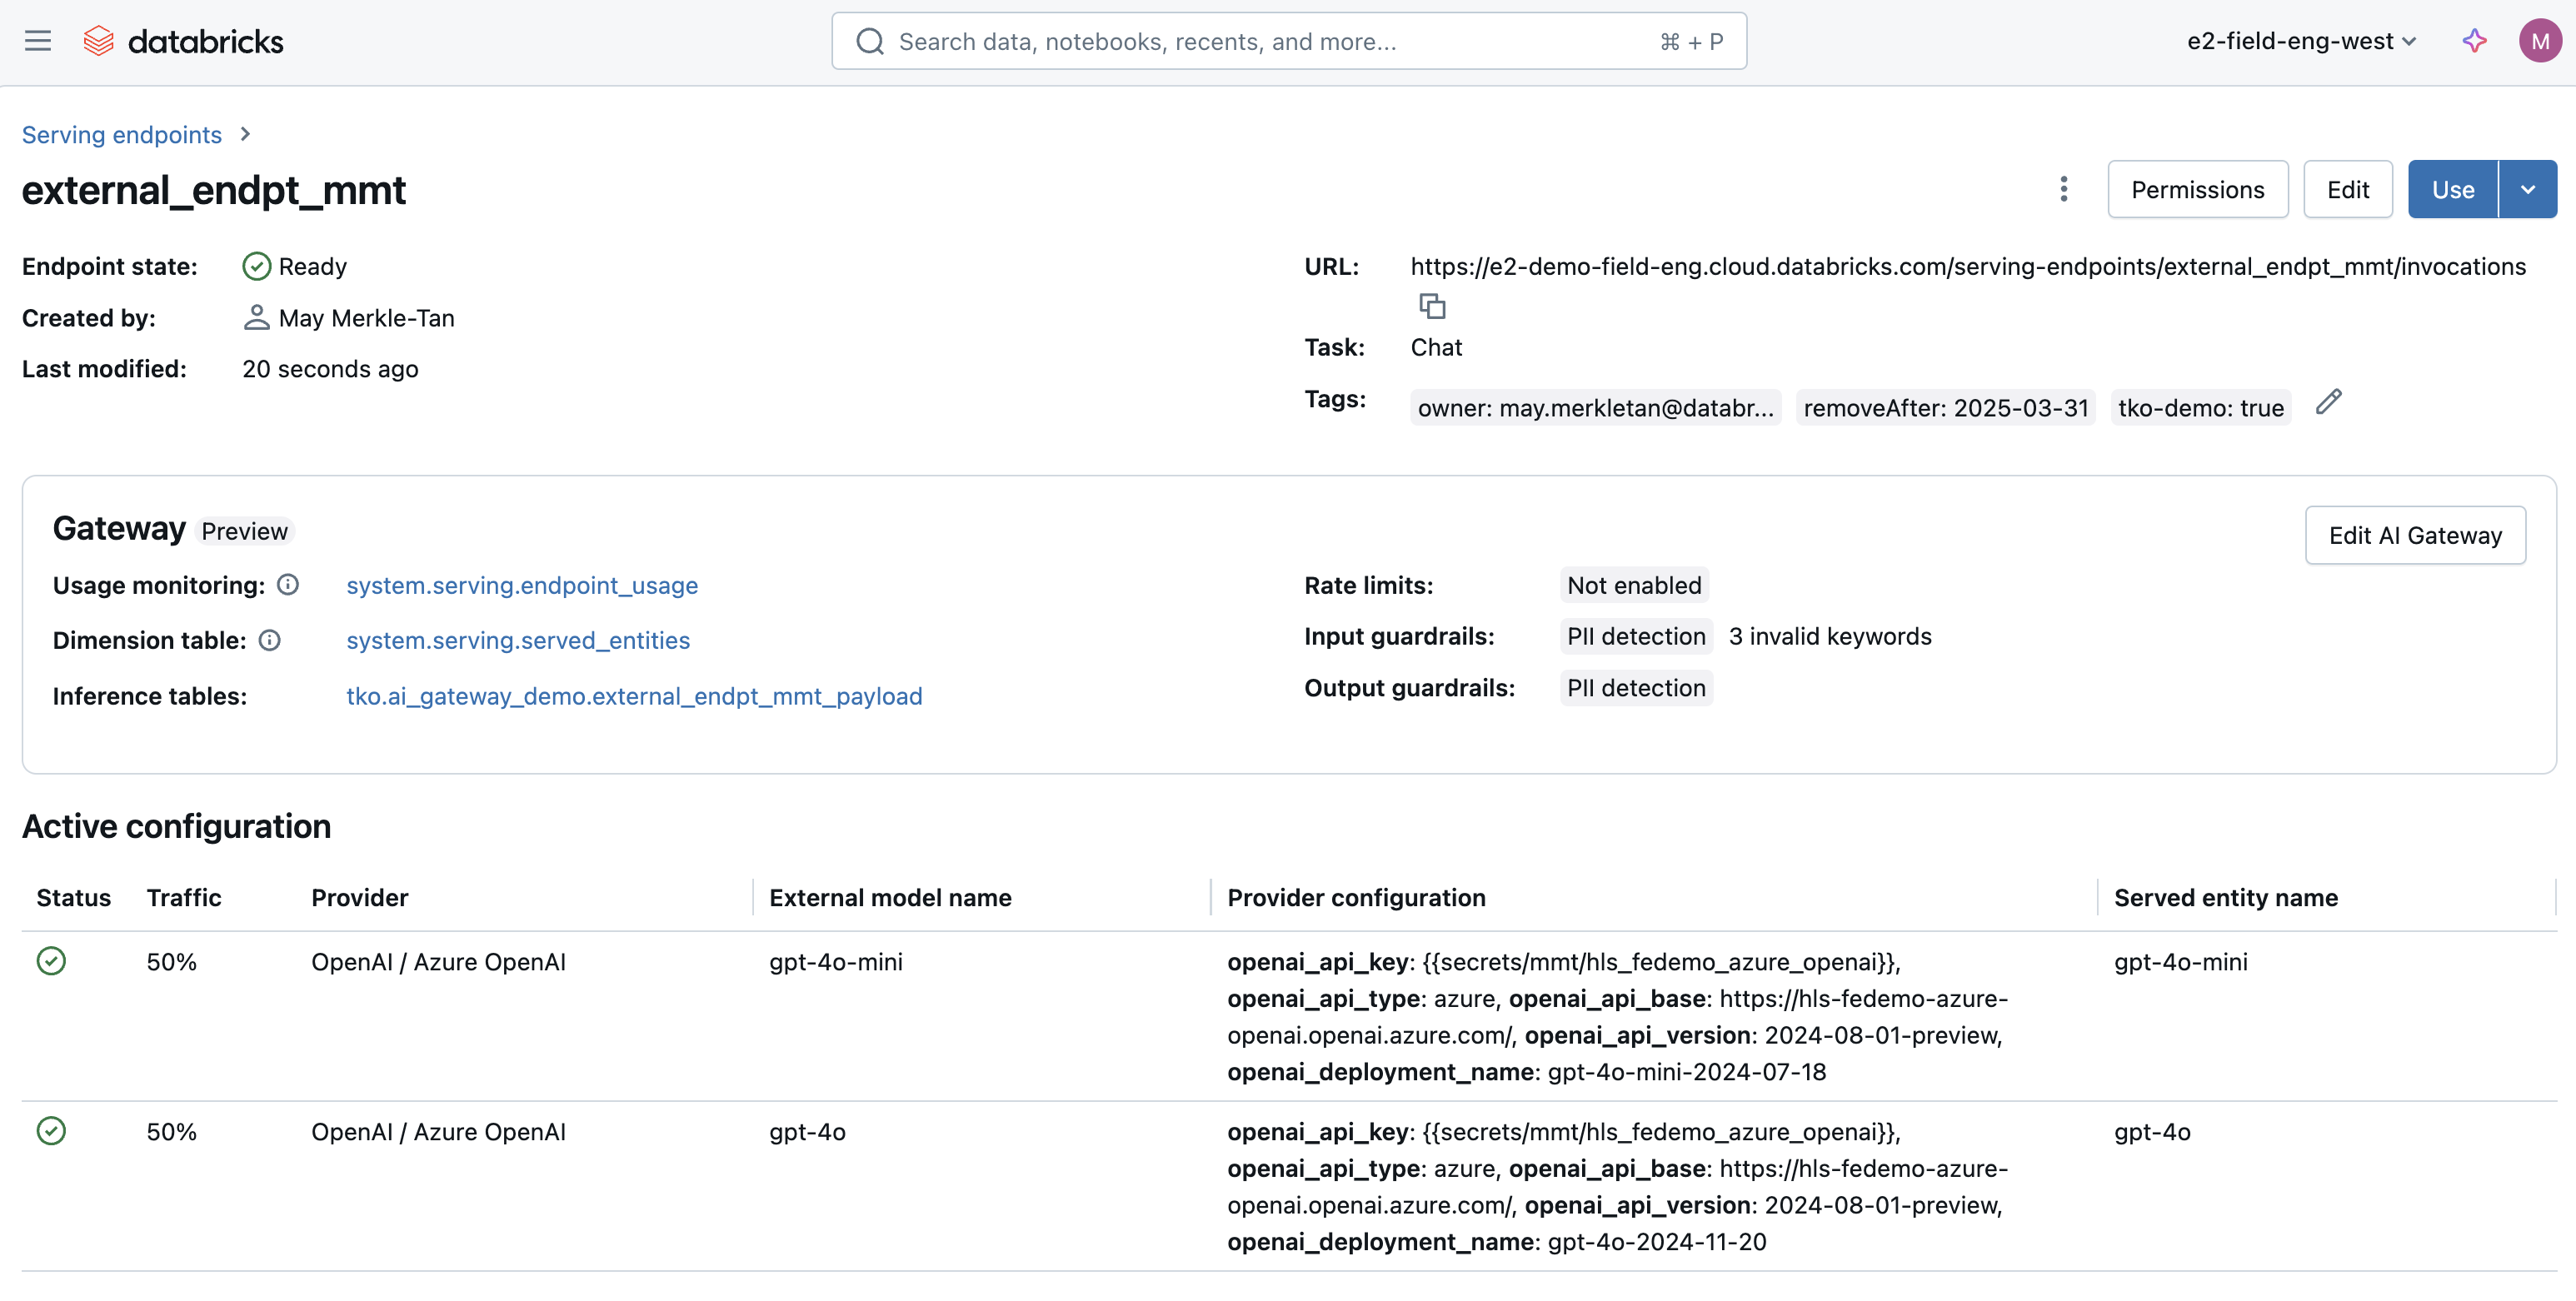 databricks
Search data, notebooks, recents, and more...
⌘ + P
e2-field-eng-west
M
Serving endpoints
external_endpt_mmt
Permissions
Edit
Use
Endpoint state: Ready
Created by: May Merkle-Tan
Last modified: 20 seconds ago
URL: https://e2-demo-field-eng.cloud.databricks.com/serving-endpoints/external_endpt_mmt/invocations
Task: Chat
Tags: owner: may.merkletan@databr... removeAfter: 2025-03-31 tko-demo: true
Gateway Preview
Edit AI Gateway
Usage monitoring: system.serving.endpoint_usage
Dimension table: system.serving.served_entities
Inference tables: tko.ai_gateway_demo.external_endpt_mmt_payload
Rate limits: Not enabled
Input guardrails: PII detection 3 invalid keywords
Output guardrails: PII detection
Active configuration
Status Traffic Provider External model name Provider configuration Served entity name
50% OpenAI / Azure OpenAI gpt-4o-mini openai_api_key: {{secrets/mmt/hls_fedemo_azure_openai}}, gpt-4o-mini
openai_api_type: azure, openai_api_base: https://hls-fedemo-azure-
openai.openai.azure.com/, openai_api_version: 2024-08-01-preview,
openai_deployment_name: gpt-4o-mini-2024-07-18
50% OpenAI / Azure OpenAI gpt-4o openai_api_key: {{secrets/mmt/hls_fedemo_azure_openai}}, gpt-4o
openai_api_type: azure, openai_api_base: https://hls-fedemo-azure-
openai.openai.azure.com/, openai_api_version: 2024-08-01-preview,
openai_deployment_name: gpt-4o-2024-11-20